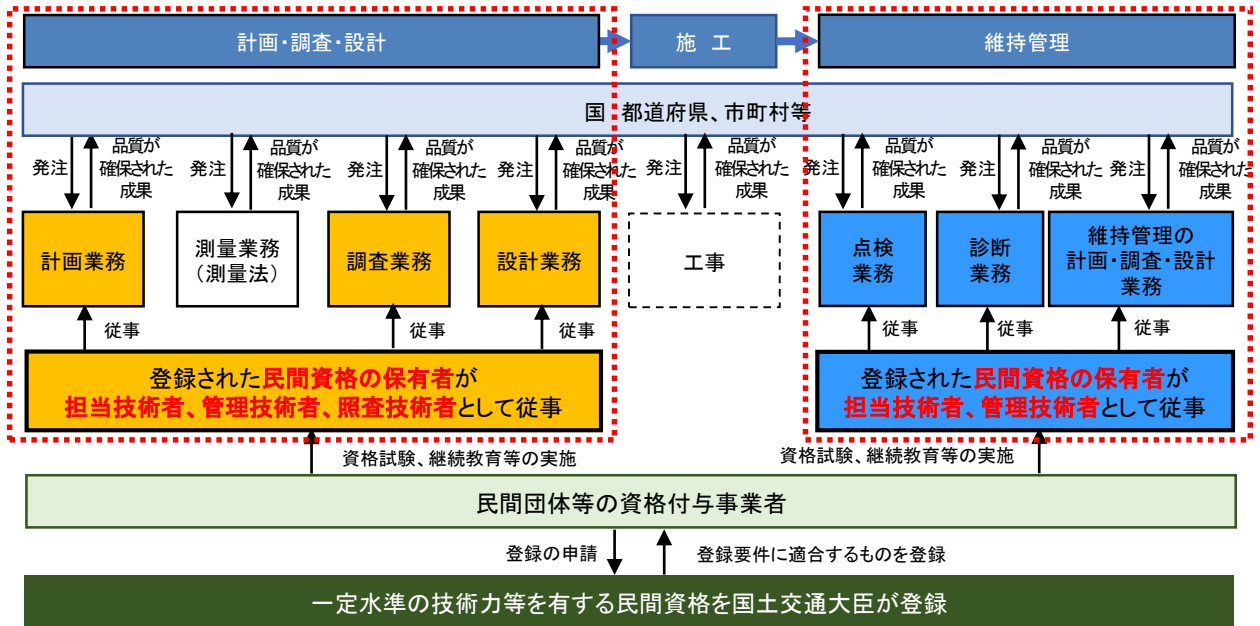 計画・調査・設計
施 工
維持管理
国 都道府県、市町村等
発注
品質が
確保された
成果
発注
品質が
確保された
成果
発注
品質が
確保された
成果
発注
品質が
確保された
成果
発注
品質が
確保された
成果
発注
品質が
確保された
成果
発注
品質が
確保された
成果
発注
品質が
確保された
成果
計画業務
測量業務
(測量法)
調査業務
設計業務
工事
点検
業務
診断
業務
維持管理の
計画・調査・設計
業務
従事
従事
従事
従事
従事
従事
登録された民間資格の保有者が
担当技術者、管理技術者、照査技術者として従事
登録された民間資格の保有者が
担当技術者、管理技術者として従事
資格試験、継続教育等の実施
資格試験、継続教育等の実施
民間団体等の資格付与事業者
登録の申請
登録要件に適合するものを登録
一定水準の技術力等を有する民間資格を国土交通大臣が登録